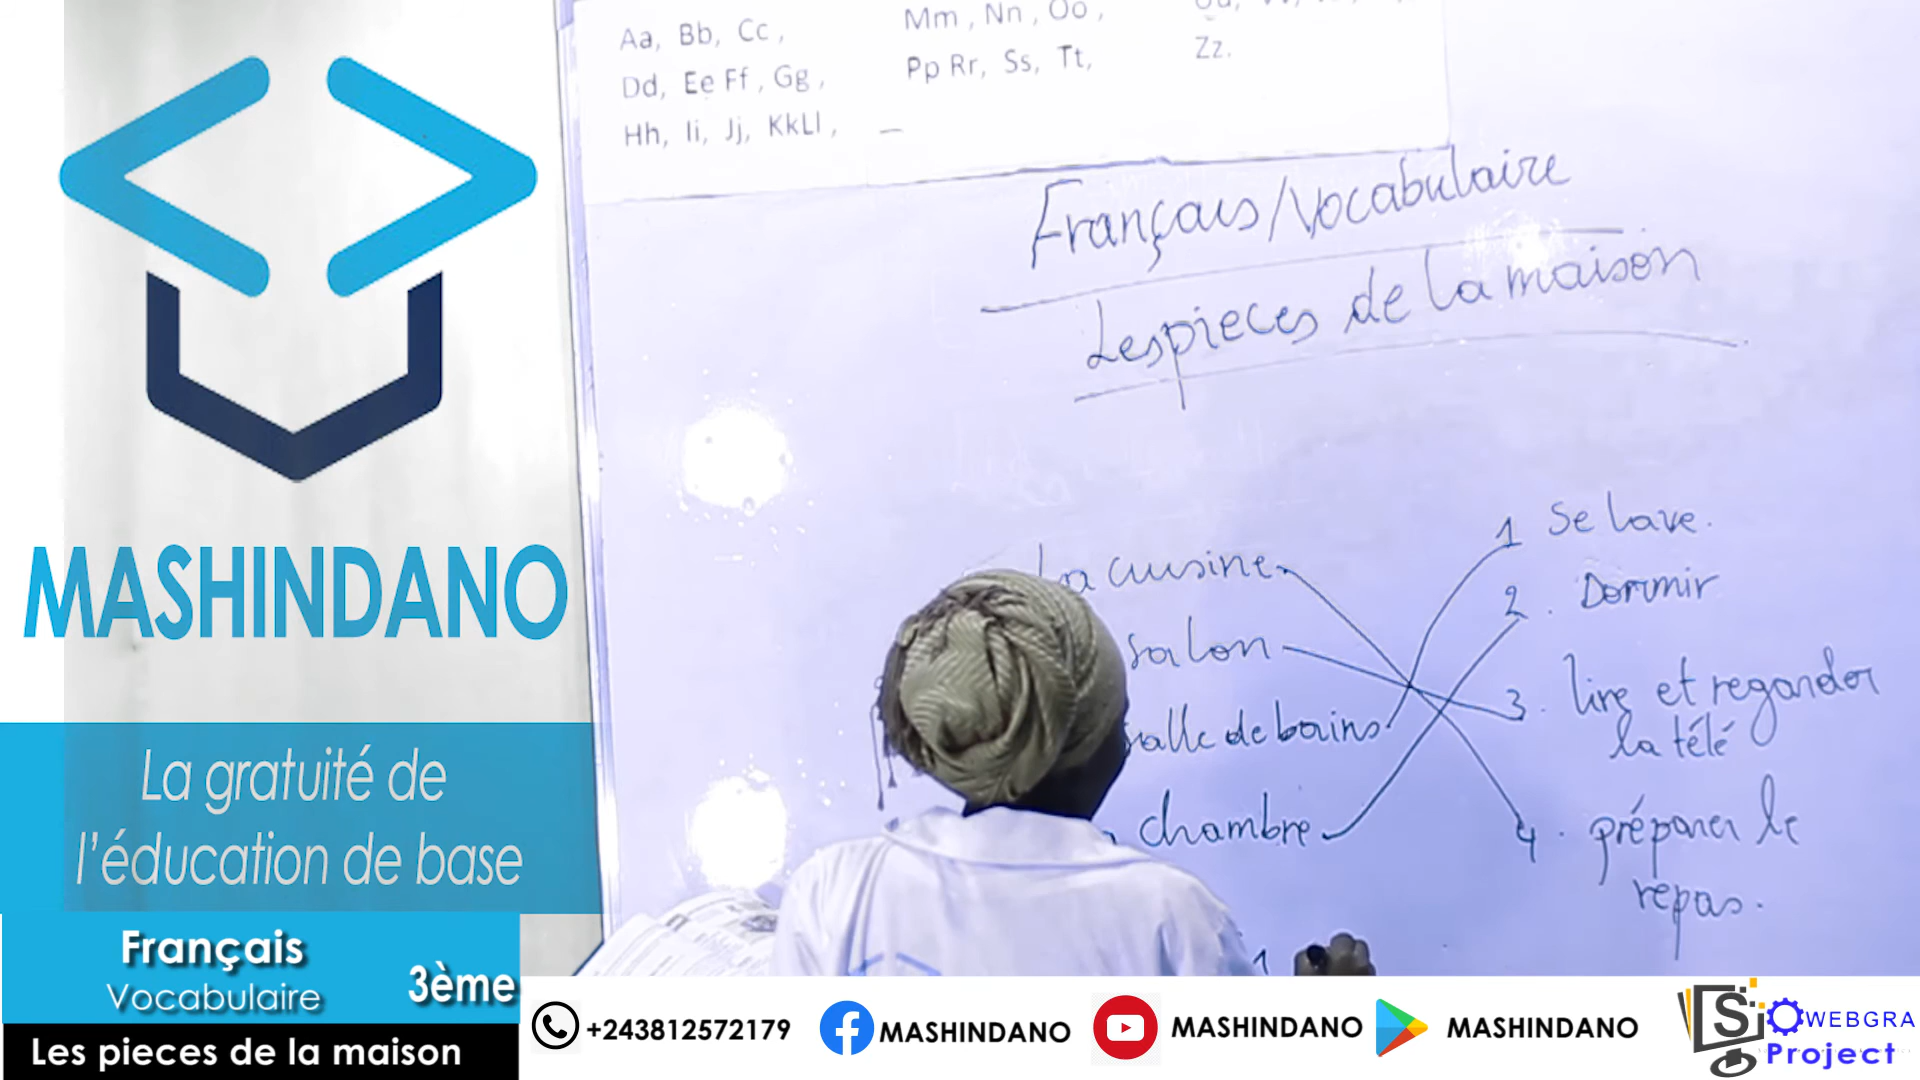 Aa, Bb, Cc,
Dd, Ee Ff, Gg,
Hh, Ii, Jj, KkLl,
Mm, Nn, Oo,
Pp Rr, Ss, Tt,
Zz.
Français/Vocabulaire
Les pieces de la maison
La cuisine
salon
salle de bains
chambre
1 Se lave.
2. Dormir
3. lire et regarder
la télé
4. préparer le
repas.
MASHINDANO
La gratuité de
l'éducation de base
Français
Vocabulaire
3ème
Les pieces de la maison
+243812572179
MASHINDANO
MASHINDANO
MASHINDANO
WEBGRA
Project